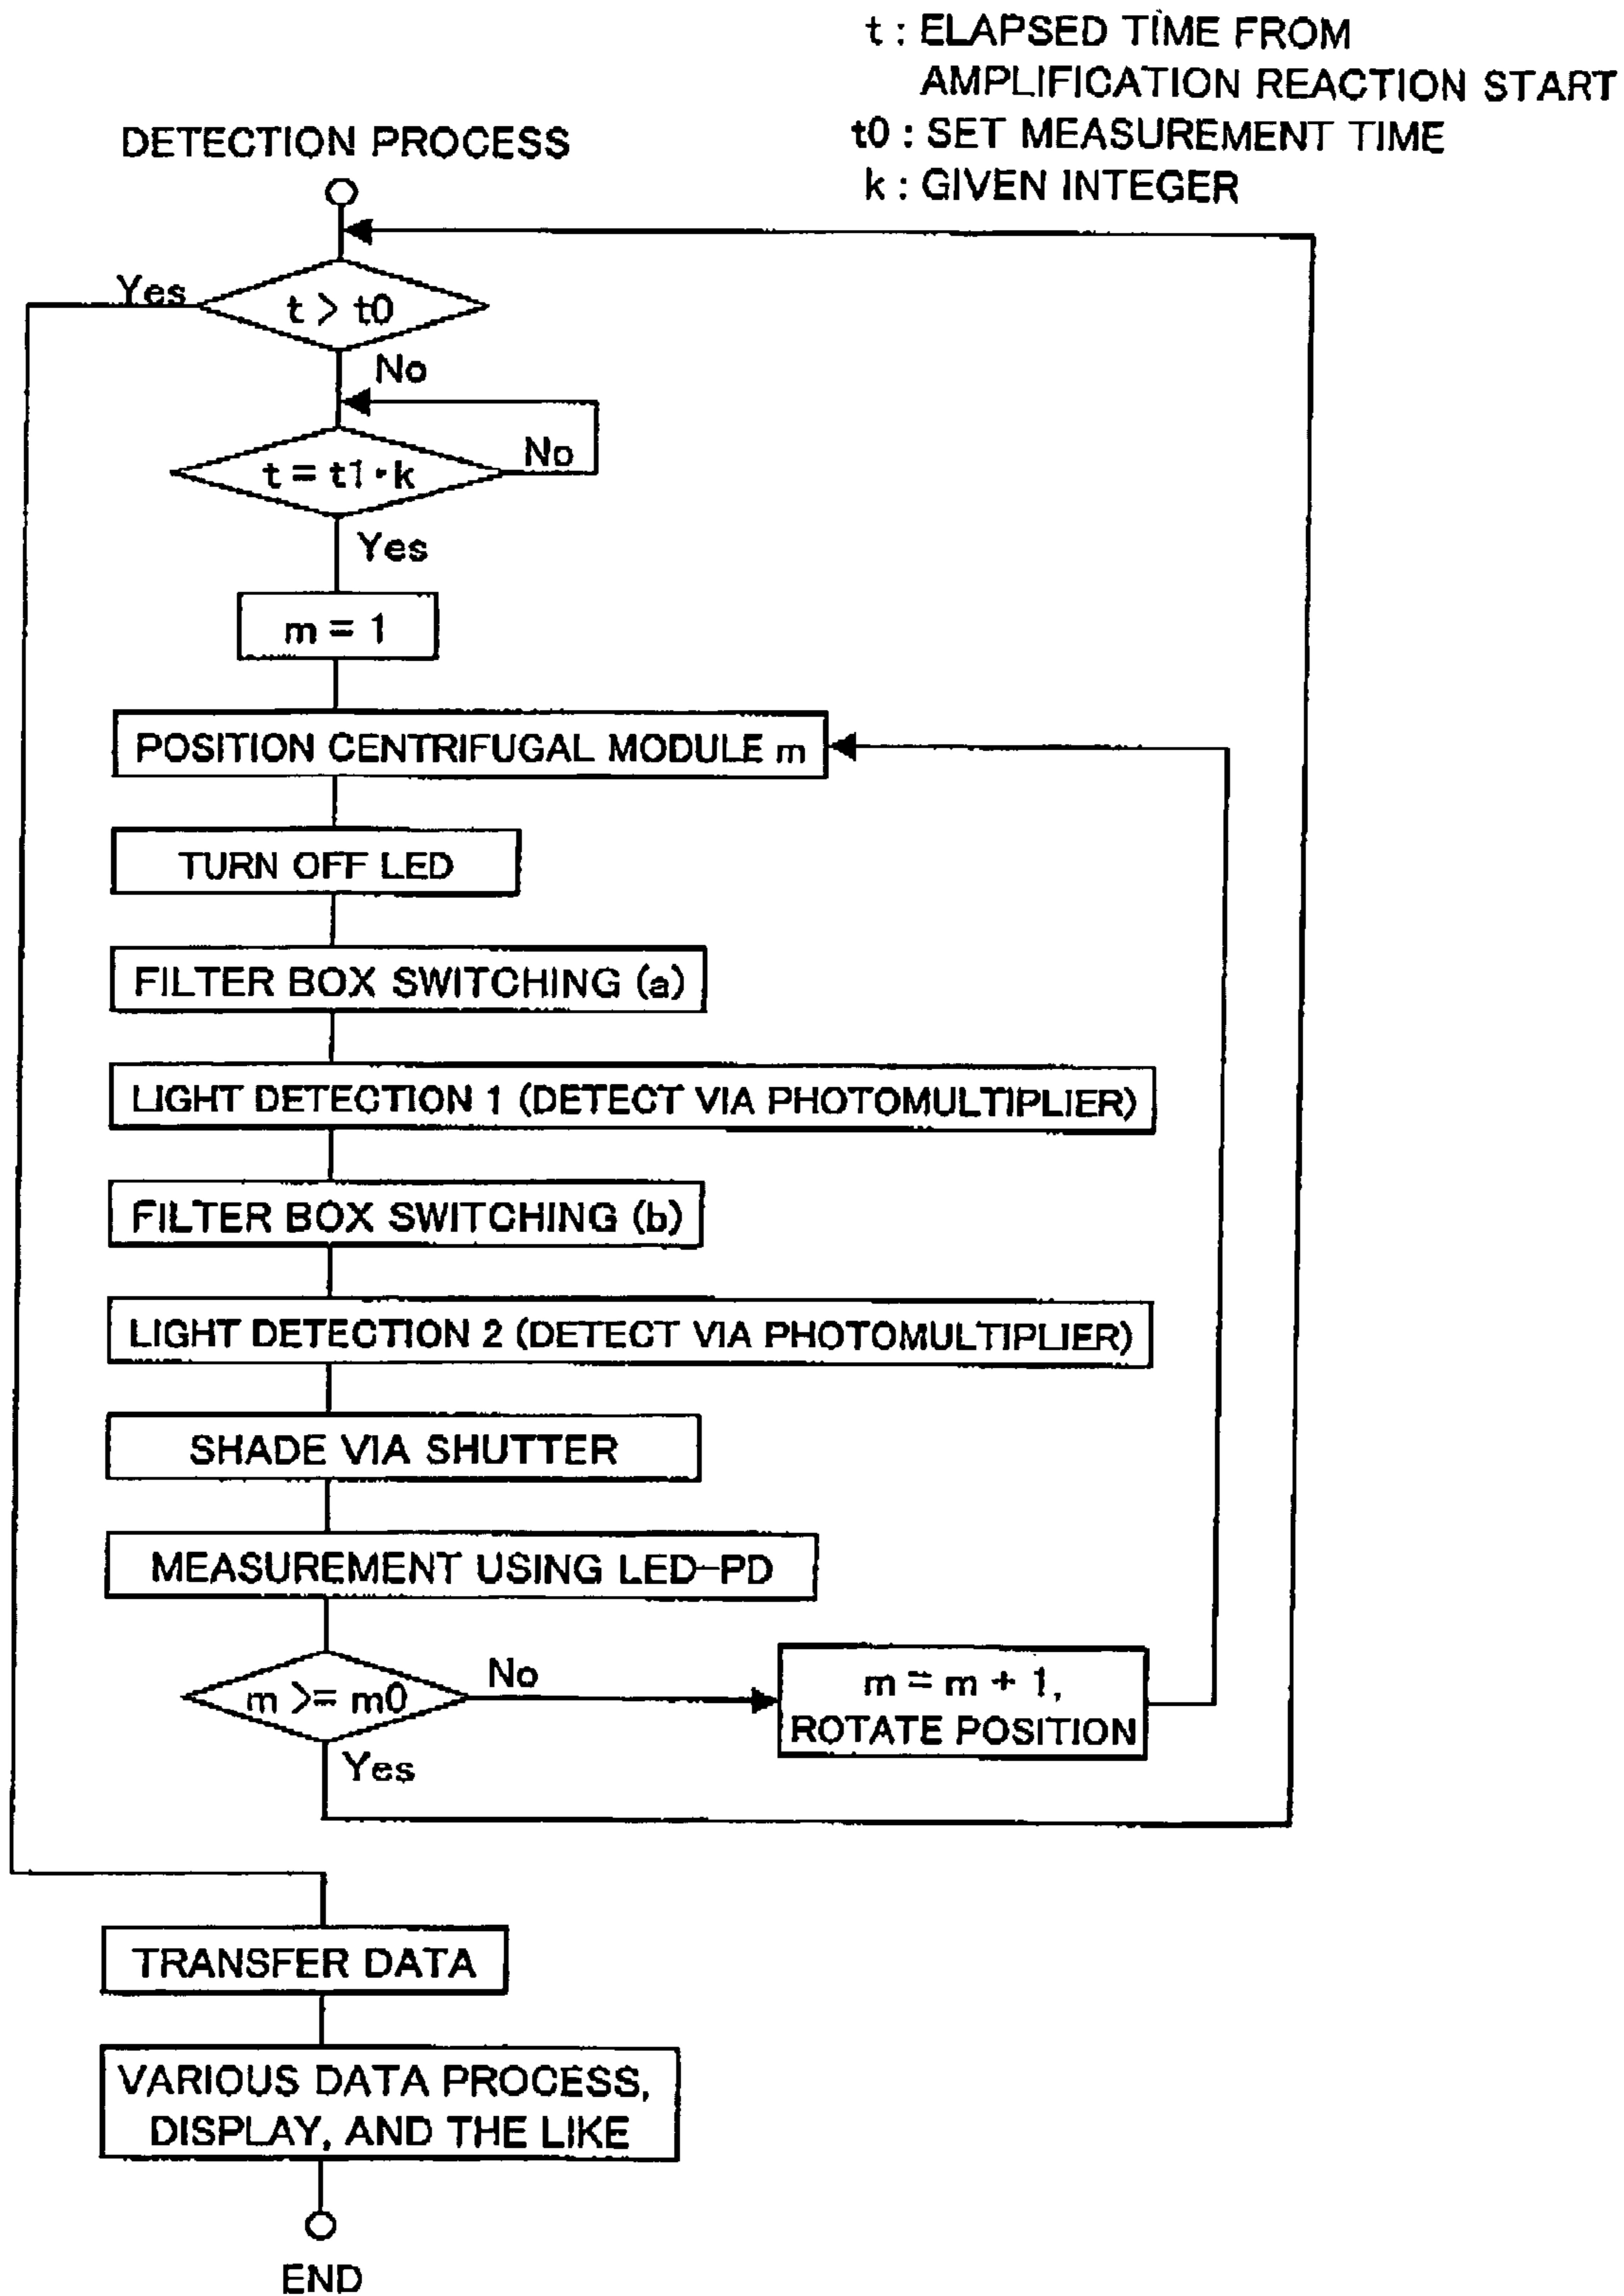 t : ELAPSED TIME FROM
AMPLIFICATION REACTION START
t0 : SET MEASUREMENT TIME
k : GIVEN INTEGER
DETECTION PROCESS
Yes
t > t0
No
t = t1・k
No
Yes
m = 1
POSITION CENTRIFUGAL MODULE m
TURN OFF LED
FILTER BOX SWITCHING (a)
LIGHT DETECTION 1 (DETECT VIA PHOTOMULTIPLIER)
FILTER BOX SWITCHING (b)
LIGHT DETECTION 2 (DETECT VIA PHOTOMULTIPLIER)
SHADE VIA SHUTTER
MEASUREMENT USING LED-PD
m >= m0
No
m = m + 1,
ROTATE POSITION
Yes
TRANSFER DATA
VARIOUS DATA PROCESS,
DISPLAY, AND THE LIKE
END